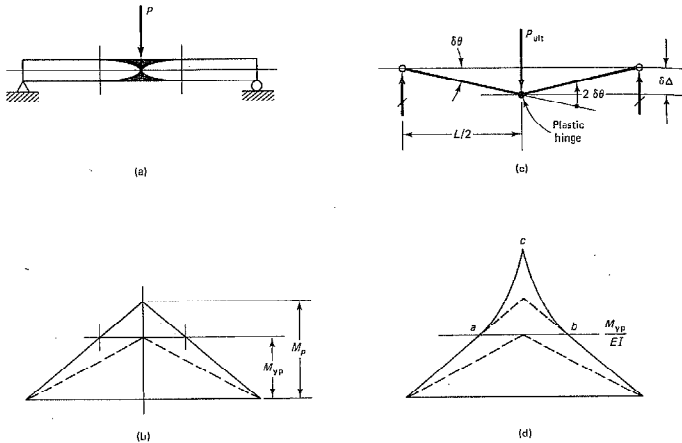 P
(a)
δθ
P_ult
δΔ
2 δθ
L/2
Plastic
hinge
(c)
M_p
M_yp
(b)
c
a
b
M_yp
EI
(d)